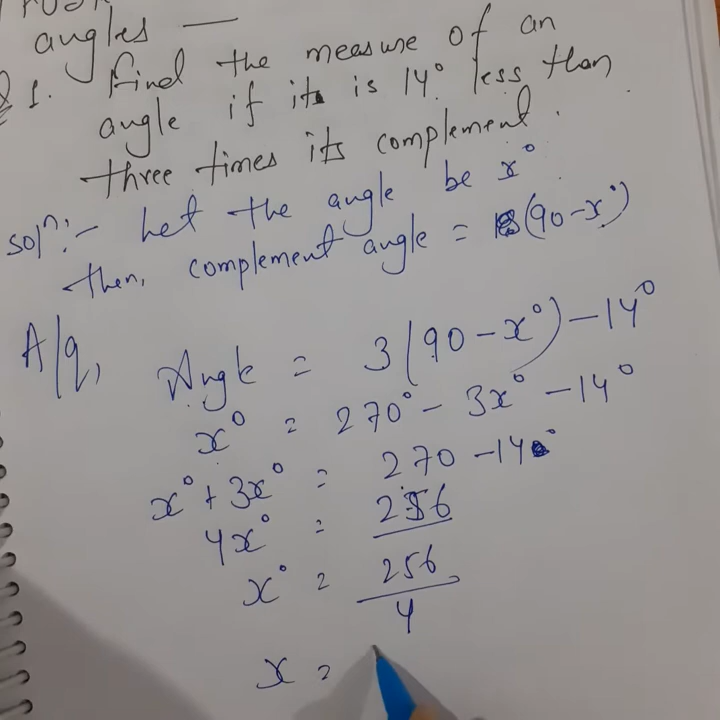 angles —
Q 1. Find the measure of an
angle if it is 14° less than
three times its complement.
Solⁿ:- Let the angle be x°
then, complement angle = (90-x°)
A/q, Angle = 3(90-x°)-14°
x° = 270° - 3x° - 14°
x° + 3x° = 270 - 14°
4x° = 256
x° = 256/4
x =